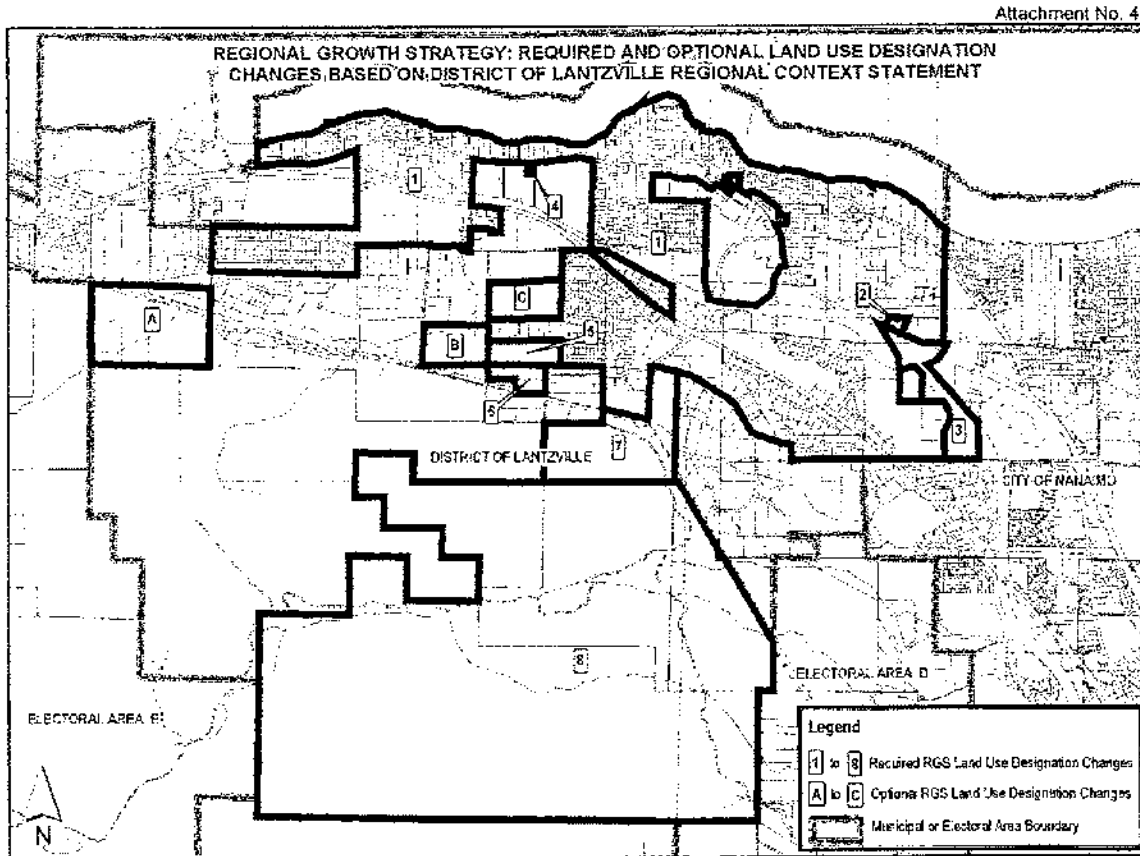 Attachment No. 4
REGIONAL GROWTH STRATEGY: REQUIRED AND OPTIONAL LAND USE DESIGNATION
CHANGES, BASED ON DISTRICT OF LANTZVILLE REGIONAL CONTEXT STATEMENT
1
4
1
2
A
C
B
5
6
7
3
DISTRICT OF LANTZVILLE
CITY OF NANAIMO
8
ELECTORAL AREA D
ELECTORAL AREA E
N
Legend
1 to 8 Required RGS Land Use Designation Changes
A to C Optional RGS Land Use Designation Changes
Municipal or Electoral Area Boundary